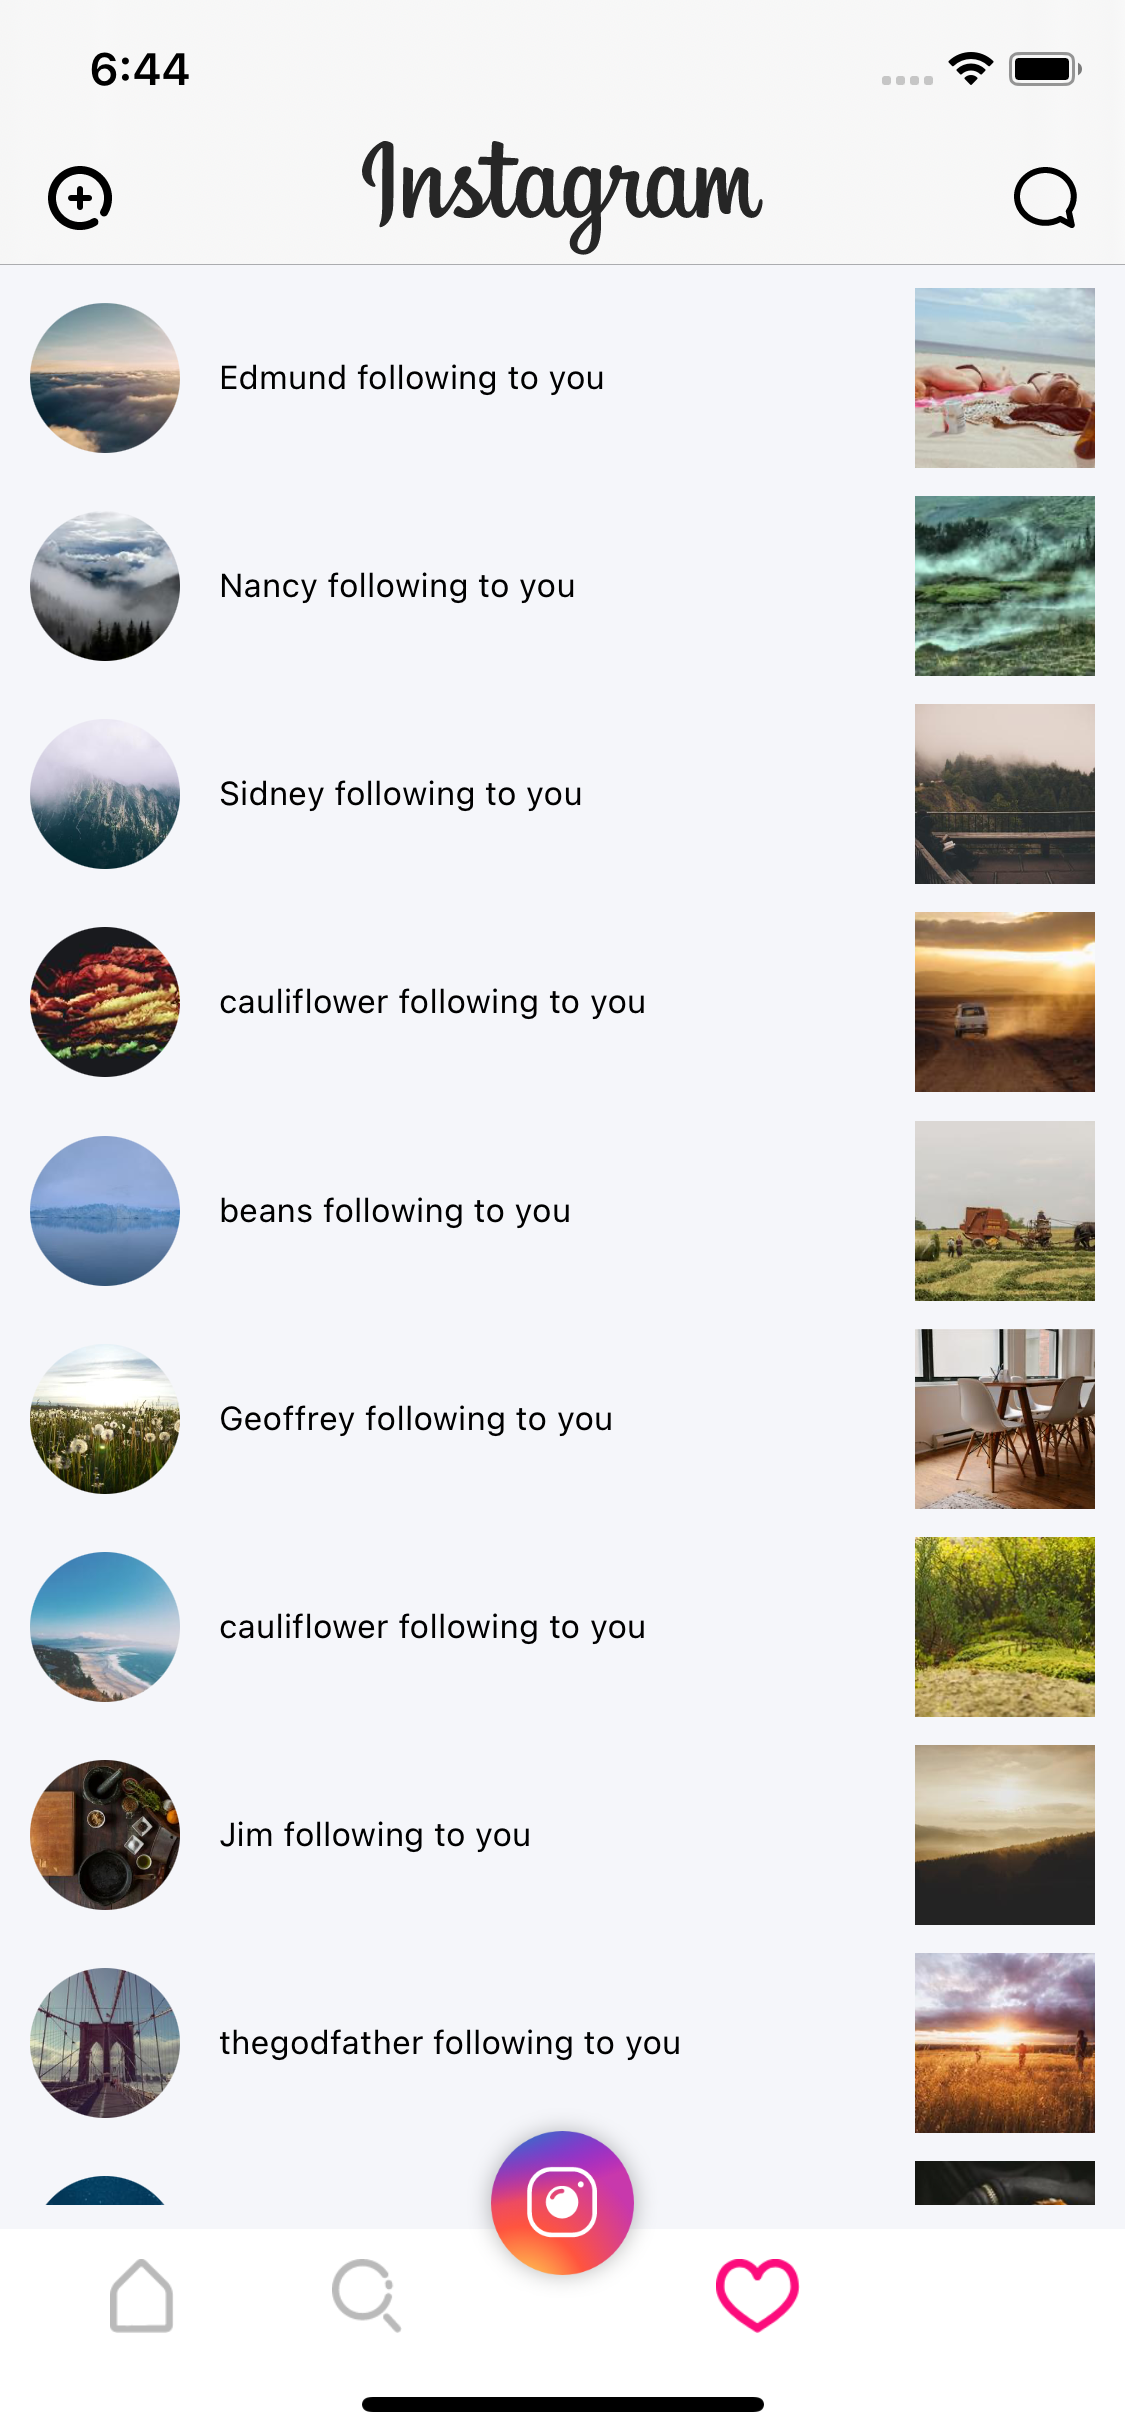 6:44
Instagram
Edmund following to you
Nancy following to you
Sidney following to you
cauliflower following to you
beans following to you
Geoffrey following to you
cauliflower following to you
Jim following to you
thegodfather following to you